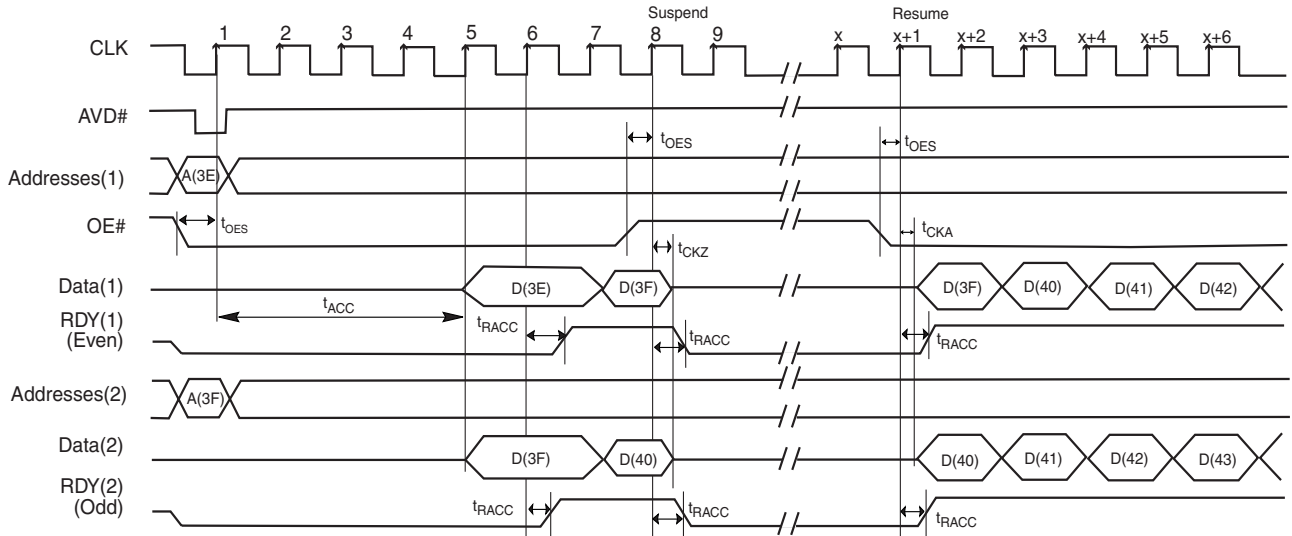 Suspend Resume
CLK 1 2 3 4 5 6 7 8 9 x x+1 x+2 x+3 x+4 x+5 x+6
AVD#
tOES tOES
Addresses(1) A(3E)
OE# tOES tCKZ tCKA
Data(1) D(3E) D(3F) D(3F) D(40) D(41) D(42)
tACC
RDY(1) tRACC tRACC tRACC
(Even)
Addresses(2) A(3F)
Data(2) D(3F) D(40) D(40) D(41) D(42) D(43)
RDY(2)
(Odd) tRACC tRACC tRACC